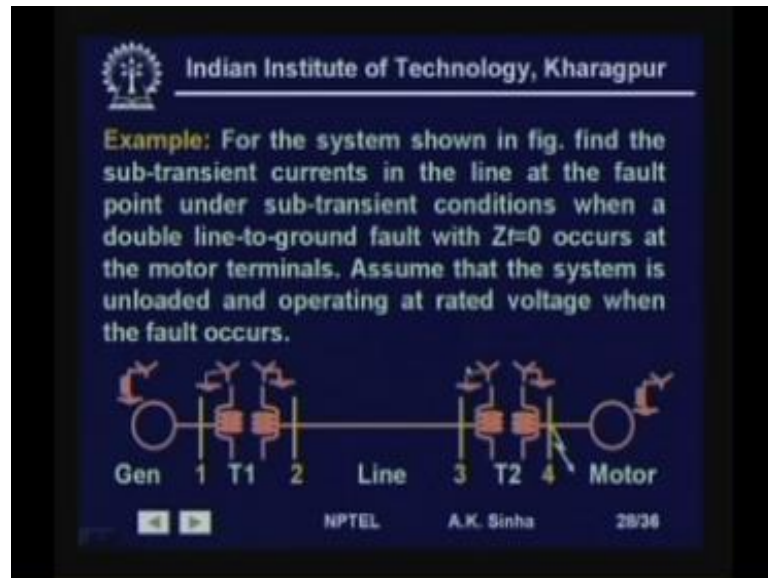 Indian Institute of Technology, Kharagpur
Example: For the system shown in fig. find the
sub-transient currents in the line at the fault
point under sub-transient conditions when a
double line-to-ground fault with Zf=0 occurs at
the motor terminals. Assume that the system is
unloaded and operating at rated voltage when
the fault occurs.
Gen 1 T1 2 Line 3 T2 4 Motor
NPTEL A.K. Sinha 28/36